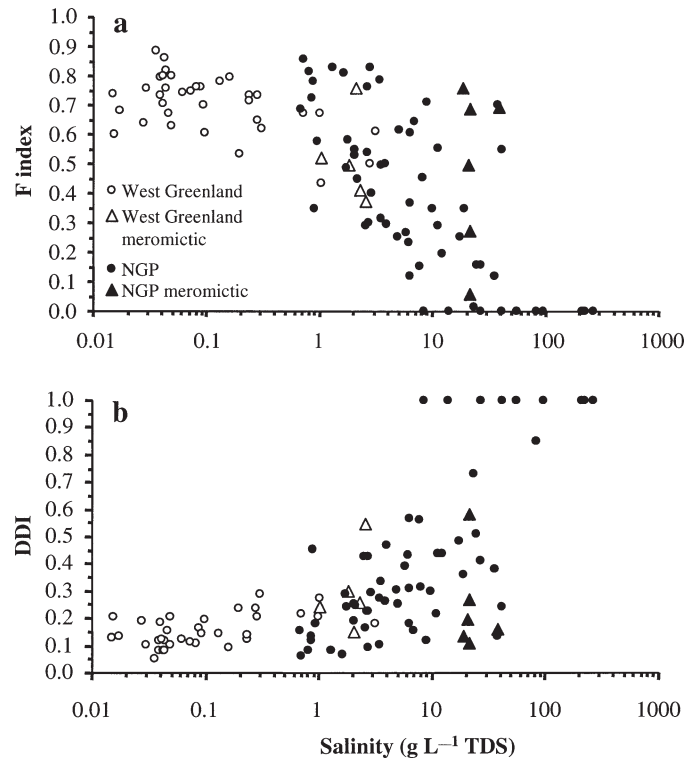 a
1
0.9
0.8
0.7
0.6
0.5
0.4
0.3
0.2
0.1
0.0
F index
West Greenland
West Greenland
meromictic
NGP
NGP meromictic
0.01 0.1 1 10 100 1000
b
1.0
0.9
0.8
0.7
0.6
0.5
0.4
0.3
0.2
0.1
0.0
DDI
0.01 0.1 1 10 100 1000
Salinity (g L⁻¹ TDS)